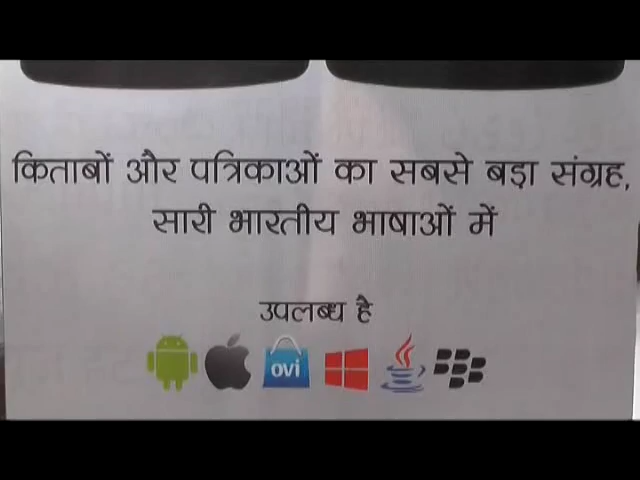 किताबों और पत्रिकाओं का सबसे बड़ा संग्रह,
सारी भारतीय भाषाओं में
उपलब्ध है
ovi